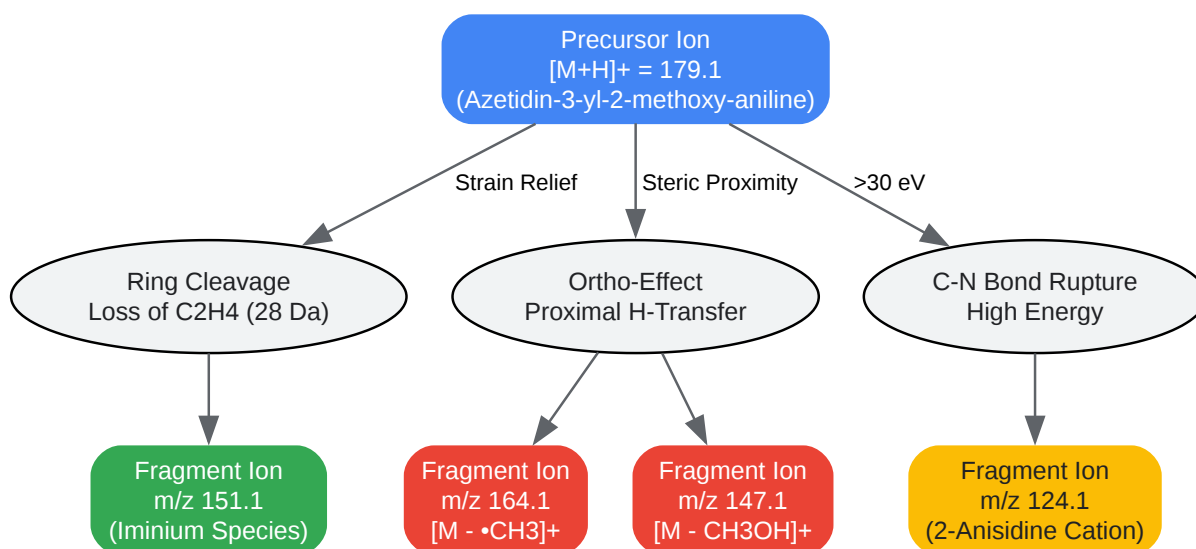 Precursor Ion
[M+H]+ = 179.1
(Azetidin-3-yl-2-methoxy-aniline)
Strain Relief
Steric Proximity
>30 eV
Ring Cleavage
Loss of C2H4 (28 Da)
Ortho-Effect
Proximal H-Transfer
C-N Bond Rupture
High Energy
Fragment Ion
m/z 151.1
(Iminium Species)
Fragment Ion
m/z 164.1
[M - •CH3]+
Fragment Ion
m/z 147.1
[M - CH3OH]+
Fragment Ion
m/z 124.1
(2-Anisidine Cation)